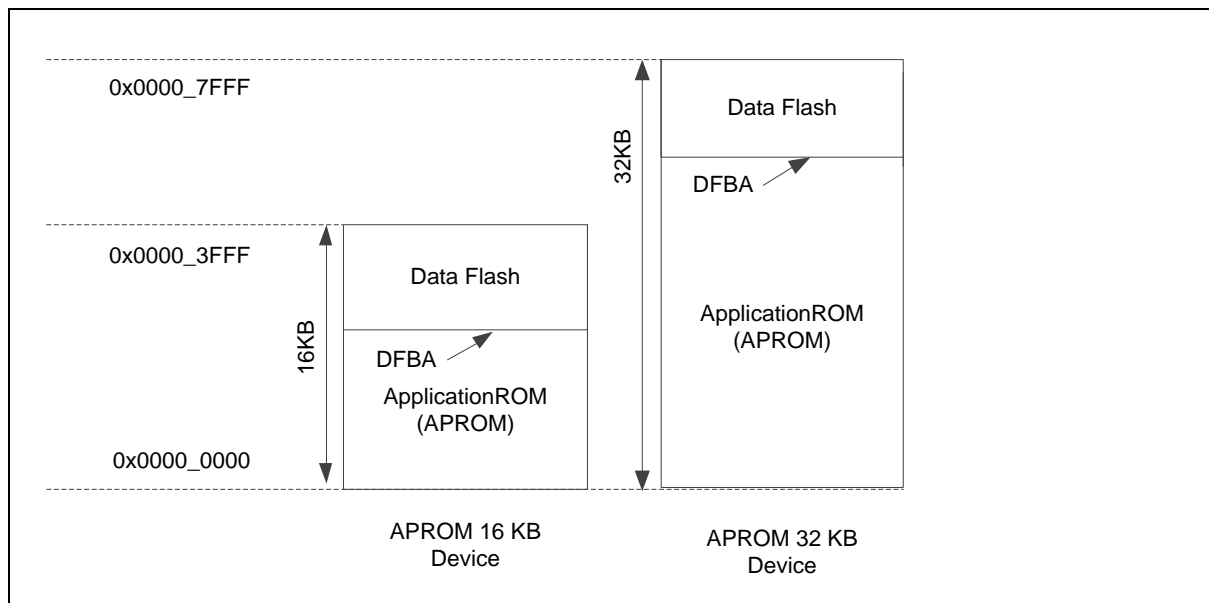 0x0000_7FFF
Data Flash
32KB
DFBA
0x0000_3FFF
Data Flash
16KB
DFBA
ApplicationROM
(APROM)
ApplicationROM
(APROM)
0x0000_0000
APROM 16 KB
Device
APROM 32 KB
Device